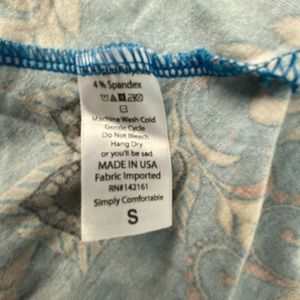 4% Spandex
Machine Wash Cold
Gentle Cycle
Do Not Bleach
Hang Dry
or you'll be sad
MADE IN USA
Fabric Imported
RN#142161
Simply Comfortable
S